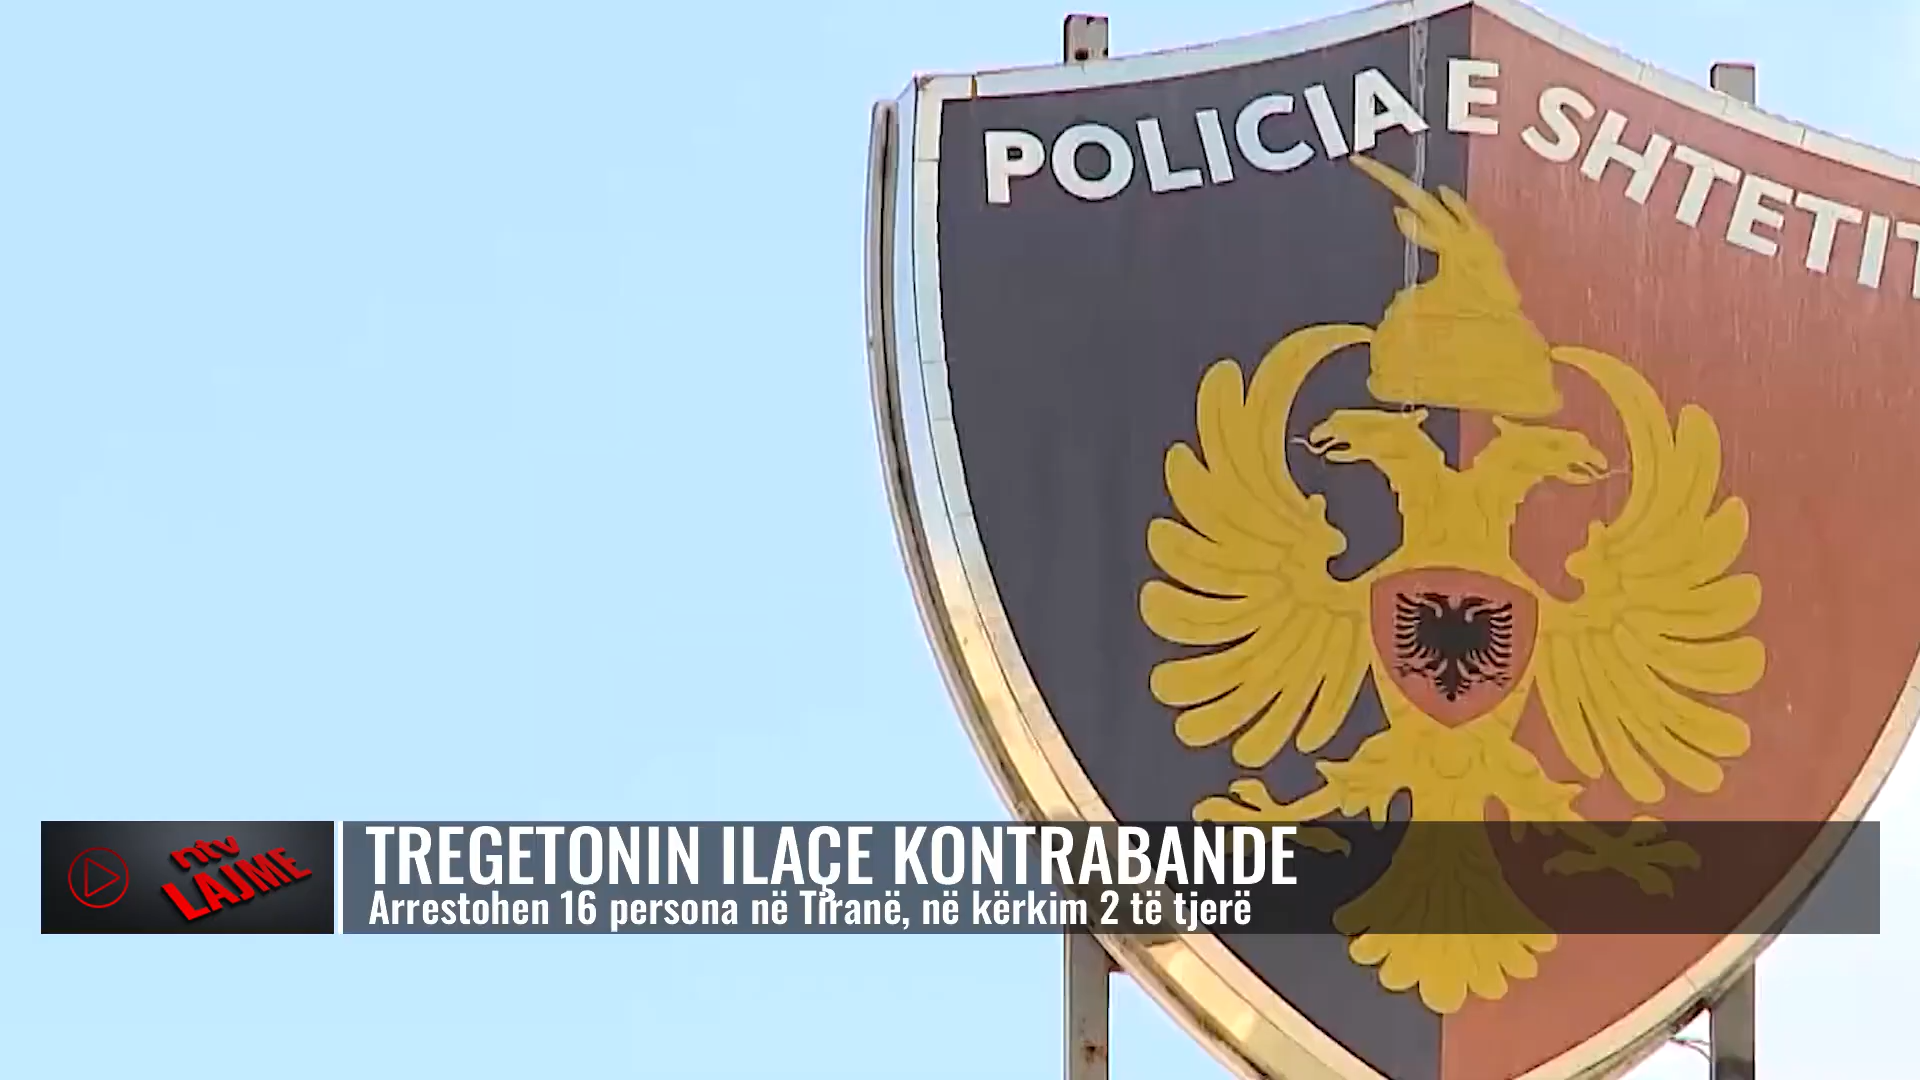 POLICIA E SHTETIT
ntv
LAJME
TREGETONIN ILAÇE KONTRABANDE
Arrestohen 16 persona në Tiranë, në kërkim 2 të tjerë